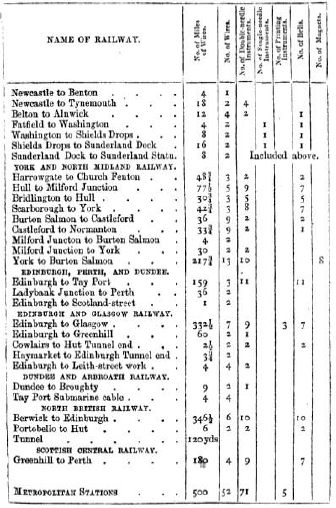 NAME OF RAILWAY. No. of Miles of Wires. No. of Wires. No. of Double-needle Instruments. No. of Single-needle Instruments. No. of Printing Instruments. No. of Bells. No. of Magnets.
Newcastle to Benton . . . . 4 1
Newcastle to Tynemouth . . . 18 2 4
Belton to Alnwick . . . . 12 4 2 1
Fatfield to Washington . . . 4 2 1 1
Washington to Shields Drops . . . 8 2 1 1
Shields Drops to Sunderland Deck . 16 2 1 1
Sunderland Dock to Sunderland Statn. 8 2 Included above.
YORK AND NORTH MIDLAND RAILWAY.
Harrowgate to Church Fenton . . 48¾ 3 2 2
Hull to Milford Junction . . . 77½ 5 9 7
Bridlington to Hull . . . . 30¾ 3 5 5
Scarborough to York . . . . 42¾ 3 8 7
Burton Salmon to Castleford . . 36 9 2 2
Castleford to Normanton . . . 33¾ 9 2 1
Milford Juncton to Burton Salmon . 4 2
Milford Junction to York . . . 30 2 2
York to Burton Salmon . . . 217¾ 13 10 8
EDINBURGH, PERTH, AND DUNDEE.
Edinburgh to Tay Port . . . 159 3 11 11
Ladybank Junction to Perth . . 36 2
Edinburgh to Scotland-street . . 1 2
EDINBURGH AND GLASGOW RAILWAY.
Edinburgh to Glasgow . . . . 332½ 7 9 3 7
Edinburgh to Greenhill . . . 60 2
Cowlairs to Hut Tunnel end . . . 2½ 2 2 2
Haymarket to Edinburgh Tunnel end . 2
Edinburgh to Leith-street work . . 4 4 2
DUNDEE AND ARBROATH RAILWAY.
Dundee to Broughty . . . . 9 2 1
Tay Port Submarine cable . . . 4 4
NORTH BRITISH RAILWAY.
Berwick to Edinburgh . . . . 346½ 6 10 10
Portobello to Hut . . . . 6 2 2 2
Tunnel . . . . . 120yds
SCOTTISH CENTRAL RAILWAY.
Greenhill to Perth . . . . 180 4 9 7
METROPOLITAN STATIONS . . . 500 52 71 5